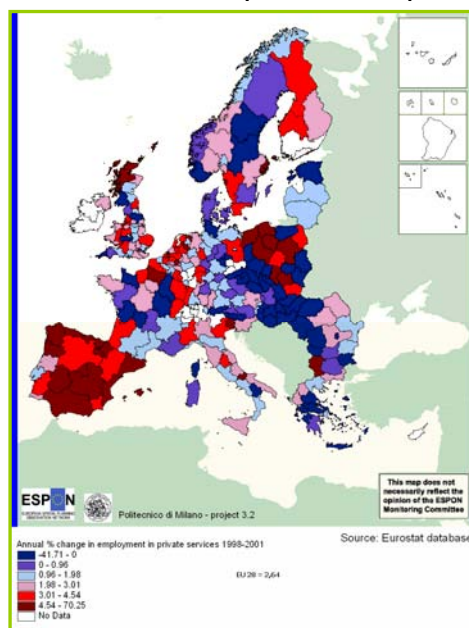 This map does not
necessarily reflect the
opinion of the ESPON
Monitoring Committee
ESPON
Politecnico di Milano - project 3.2
Source: Eurostat database
Annual % change in employment in private services 1998-2001
-41.71 - 0
0 - 0.96
0.96 - 1.98
1.98 - 3.01
3.01 - 4.54
4.54 - 70.25
No Data
EU 28 = 2,64